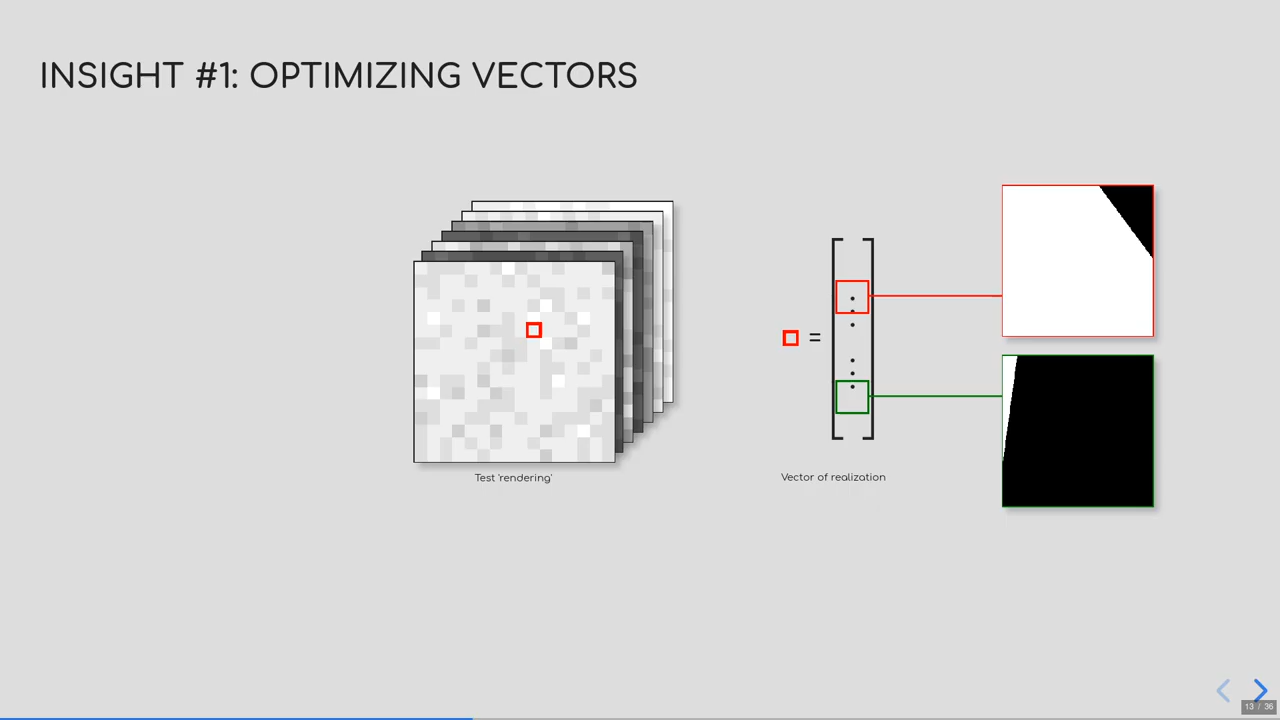 INSIGHT #1: OPTIMIZING VECTORS
=
Test 'rendering'
Vector of realization
13 / 36